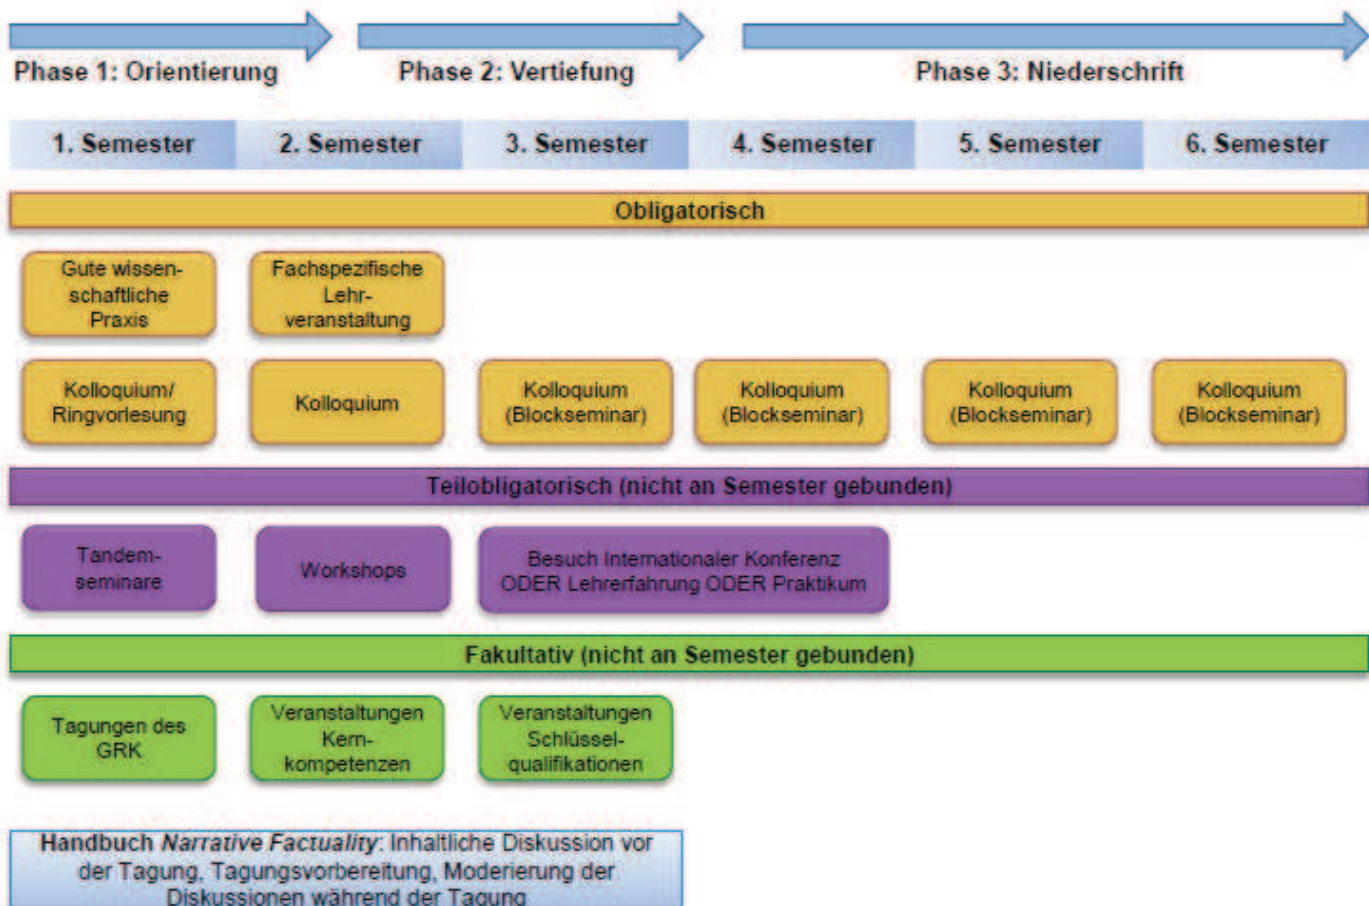 Phase 1: Orientierung
Phase 2: Vertiefung
Phase 3: Niederschrift
1. Semester
2. Semester
3. Semester
4. Semester
5. Semester
6. Semester
Obligatorisch
Gute wissen-
schaftliche
Praxis
Fachspezifische
Lehr-
veranstaltung
Kolloquium/
Ringvorlesung
Kolloquium
Kolloquium
(Blockseminar)
Kolloquium
(Blockseminar)
Kolloquium
(Blockseminar)
Kolloquium
(Blockseminar)
Teilobligatorisch (nicht an Semester gebunden)
Tandem-
seminare
Workshops
Besuch Internationaler Konferenz
ODER Lehrerfahrung ODER Praktikum
Fakultativ (nicht an Semester gebunden)
Tagungen des
GRK
Veranstaltungen
Kern-
kompetenzen
Veranstaltungen
Schlüssel-
qualifikationen
Handbuch Narrative Factuality: Inhaltliche Diskussion vor
der Tagung, Tagungsvorbereitung, Moderierung der
Diskussionen während der Tagung